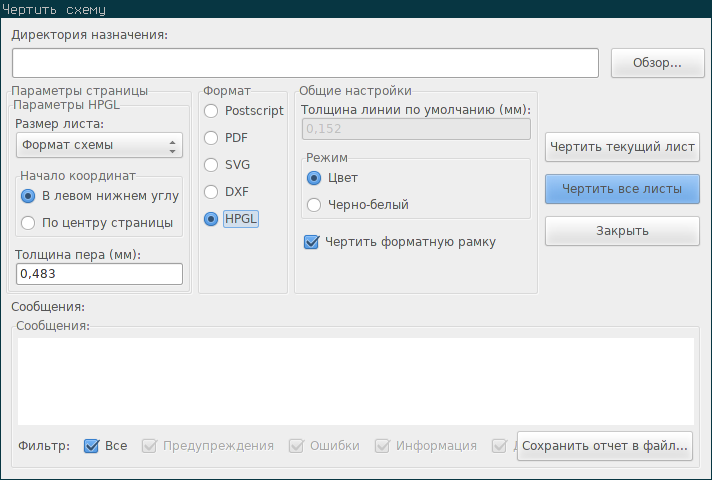 Чертить схему
Директория назначения:
Обзор...
Параметры страницы
Параметры HPGL
Размер листа:
Формат схемы
Начало координат
В левом нижнем углу
По центру страницы
Толщина пера (мм):
0,483
Формат
Postscript
PDF
SVG
DXF
HPGL
Общие настройки
Толщина линии по умолчанию (мм):
0,152
Режим
Цвет
Черно-белый
Чертить форматную рамку
Чертить текущий лист
Чертить все листы
Закрыть
Сообщения:
Сообщения:
Фильтр: Все Предупреждения Ошибки Информация Сохранить отчет в файл...